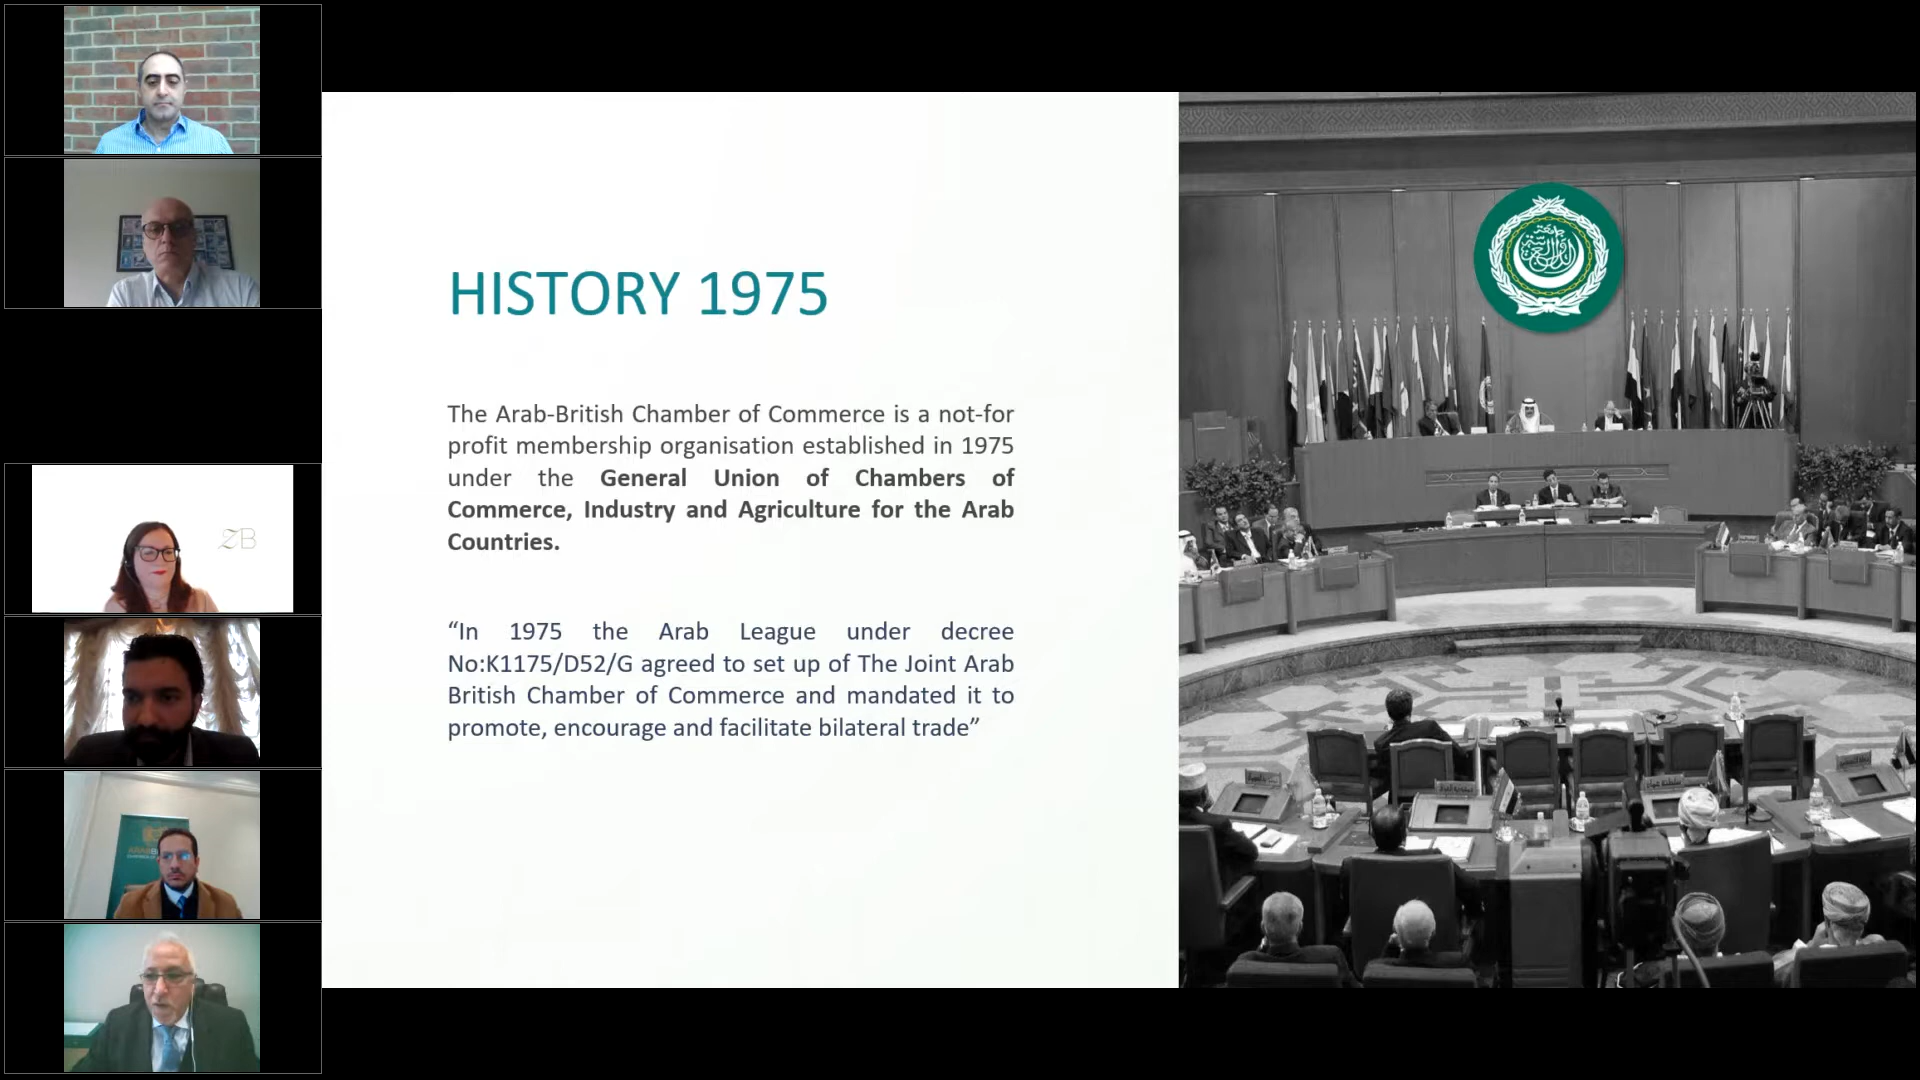 HISTORY 1975
The Arab-British Chamber of Commerce is a not-for
profit membership organisation established in 1975
under the General Union of Chambers of
Commerce, Industry and Agriculture for the Arab
Countries.
“In 1975 the Arab League under decree
No:K1175/D52/G agreed to set up of The Joint Arab
British Chamber of Commerce and mandated it to
promote, encourage and facilitate bilateral trade”
ZB